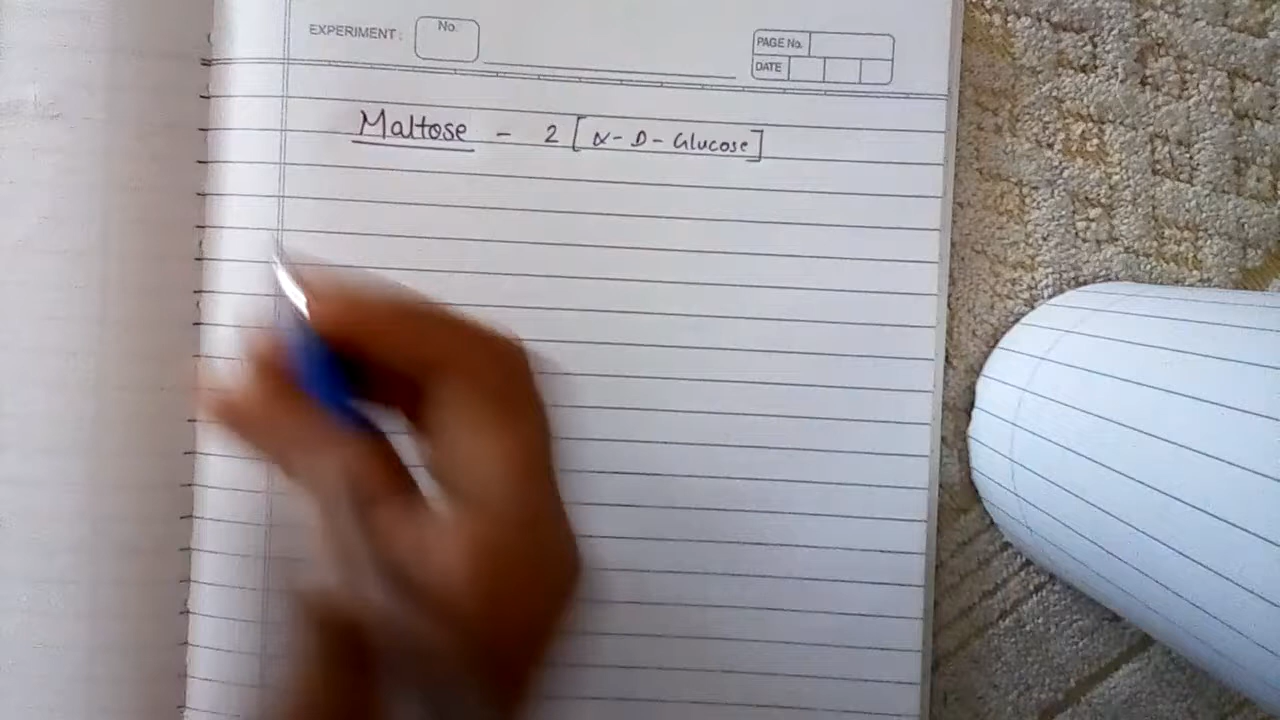 EXPERIMENT : No.
PAGE No.
DATE
Maltose - 2 [α-D-Glucose]